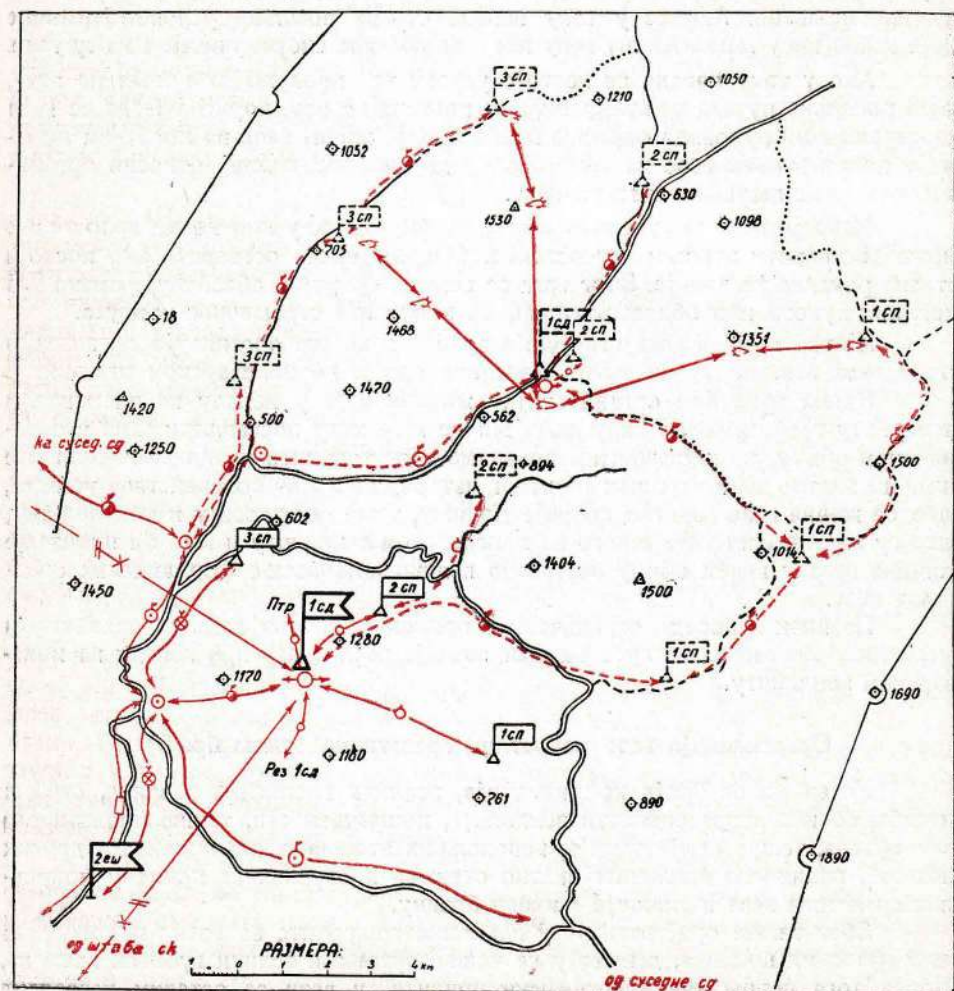 3 сп
1050
1210
1052
2 сп
3 сп
1530
630
1098
705
1 сп
18
1468
1351
1 сд
2 сп
3 сп
1470
1420
500
562
1250
ка сусед. сд
2 сп
894
1500
602
3 сп
1014
1 сп
1404
1500
1450
Птр
1 сд
2 сп
1280
1170
1 сп
1690
1 сп
1180
Рез 1 сд
761
890
1890
2 еш
од штаба ск
РАЗМЕРА:
1 0 1 2 3 4 км
од суседне сд